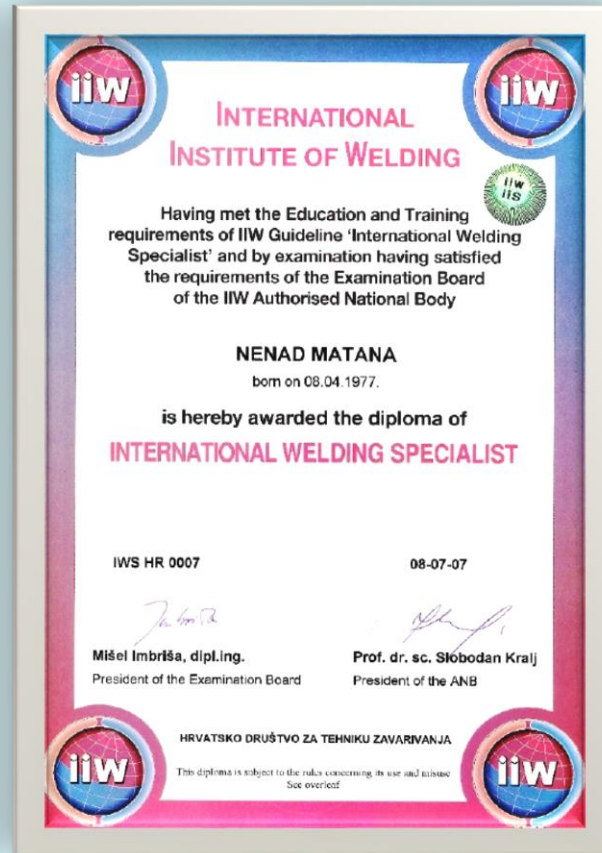 iiw
iiw
INTERNATIONAL
INSTITUTE OF WELDING
iiw
iis
Having met the Education and Training
requirements of IIW Guideline 'International Welding
Specialist' and by examination having satisfied
the requirements of the Examination Board
of the IIW Authorised National Body
NENAD MATANA
born on 08.04.1977.
is hereby awarded the diploma of
INTERNATIONAL WELDING SPECIALIST
IWS HR 0007
08-07-07
Mišel Imbriša, dipl.ing.
Prof. dr. sc. Slobodan Kralj
President of the Examination Board
President of the ANB
HRVATSKO DRUŠTVO ZA TEHNIKU ZAVARIVANJA
This diploma is subject to the rules concerning its use and misuse
See overleaf
iiw
iiw